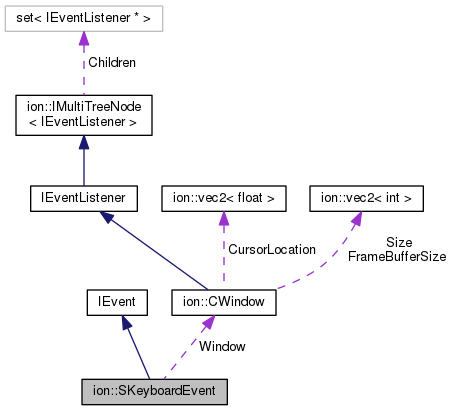 set< IEventListener * >
Children
ion::IMultiTreeNode
< IEventListener >
IEventListener
ion::vec2< float >
ion::vec2< int >
CursorLocation
Size
FrameBufferSize
IEvent
ion::CWindow
Window
ion::SKeyboardEvent